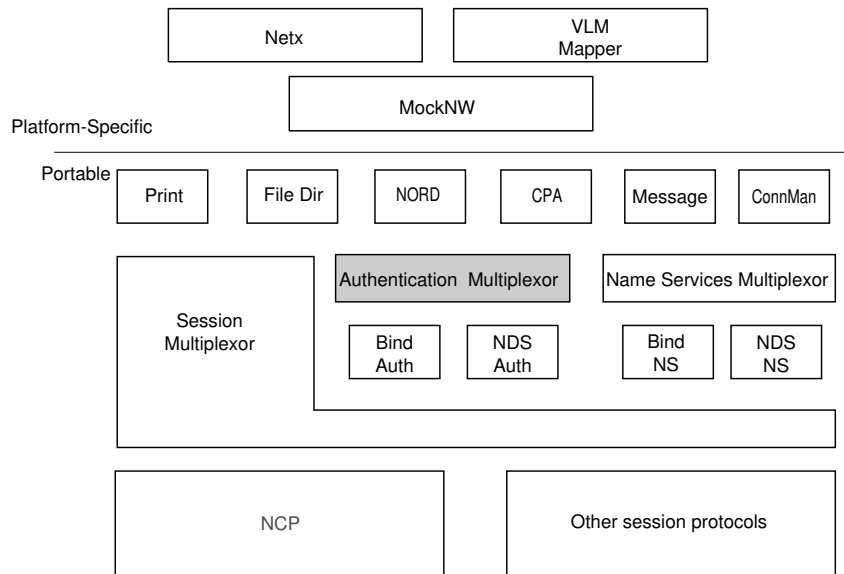 Netx
VLM
Mapper
MockNW
Platform-Specific
Portable
Print
File Dir
NORD
CPA
Message
ConnMan
Authentication Multiplexor
Name Services Multiplexor
Session
Multiplexor
Bind
Auth
NDS
Auth
Bind
NS
NDS
NS
NCP
Other session protocols